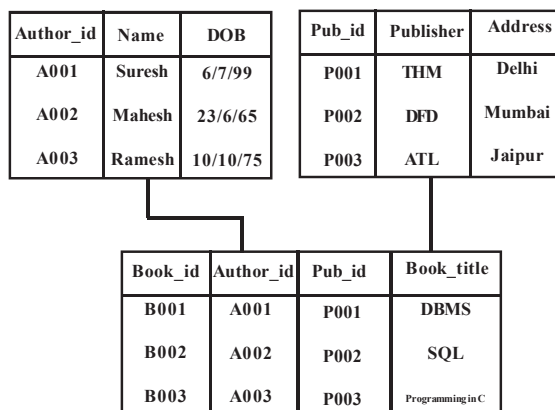 Author_id Name DOB
A001 Suresh 6/7/99
A002 Mahesh 23/6/65
A003 Ramesh 10/10/75
Pub_id Publisher Address
P001 THM Delhi
P002 DFD Mumbai
P003 ATL Jaipur
Book_id Author_id Pub_id Book_title
B001 A001 P001 DBMS
B002 A002 P002 SQL
B003 A003 P003 Programming in C